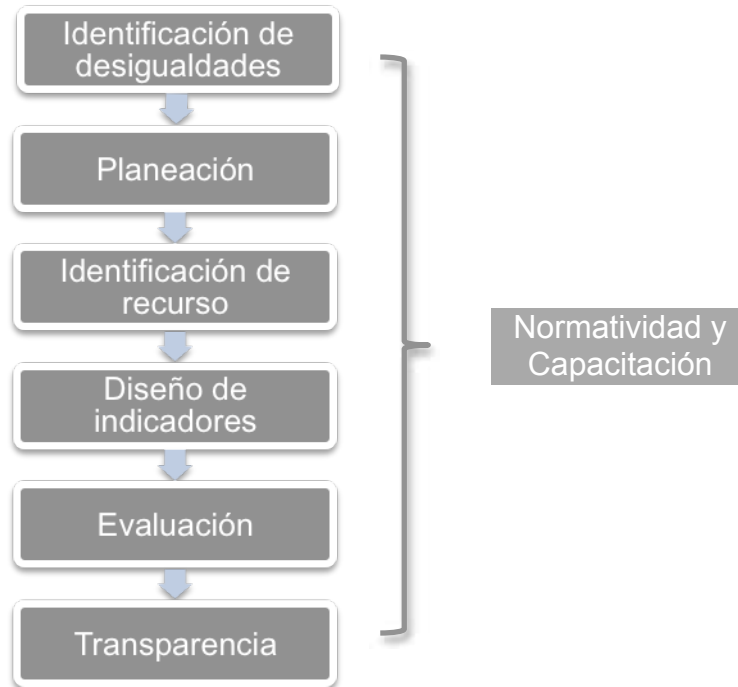 Identificación de
desigualdades
Planeación
Identificación de
recurso
Diseño de
indicadores
Evaluación
Transparencia
Normatividad y
Capacitación